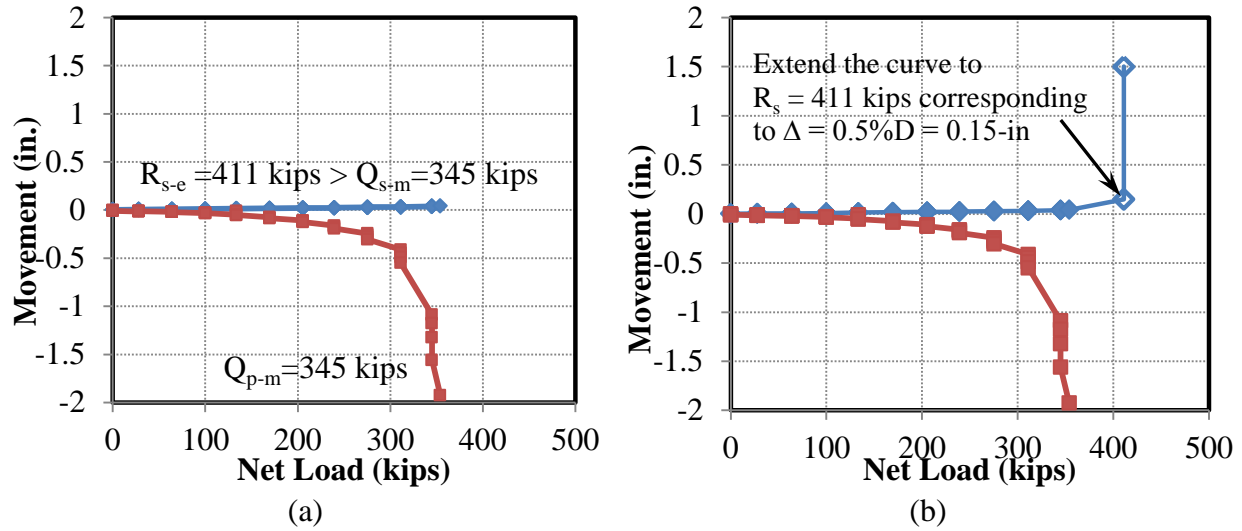 2
1.5
1
0.5
0
-0.5
-1
-1.5
-2
Movement (in.)
R_{s-e} =411 kips > Q_{s-m}=345 kips
Q_{p-m}=345 kips
0 100 200 300 400 500
Net Load (kips)
(a)
2
1.5
1
0.5
0
-0.5
-1
-1.5
-2
Movement (in.)
Extend the curve to
R_s = 411 kips corresponding
to Δ = 0.5%D = 0.15-in
0 100 200 300 400 500
Net Load (kips)
(b)